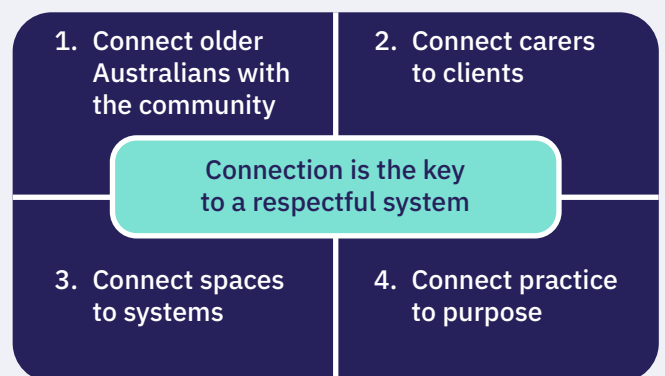 1. Connect older
Australians with
the community
2. Connect carers
to clients
Connection is the key
to a respectful system
3. Connect spaces
to systems
4. Connect practice
to purpose